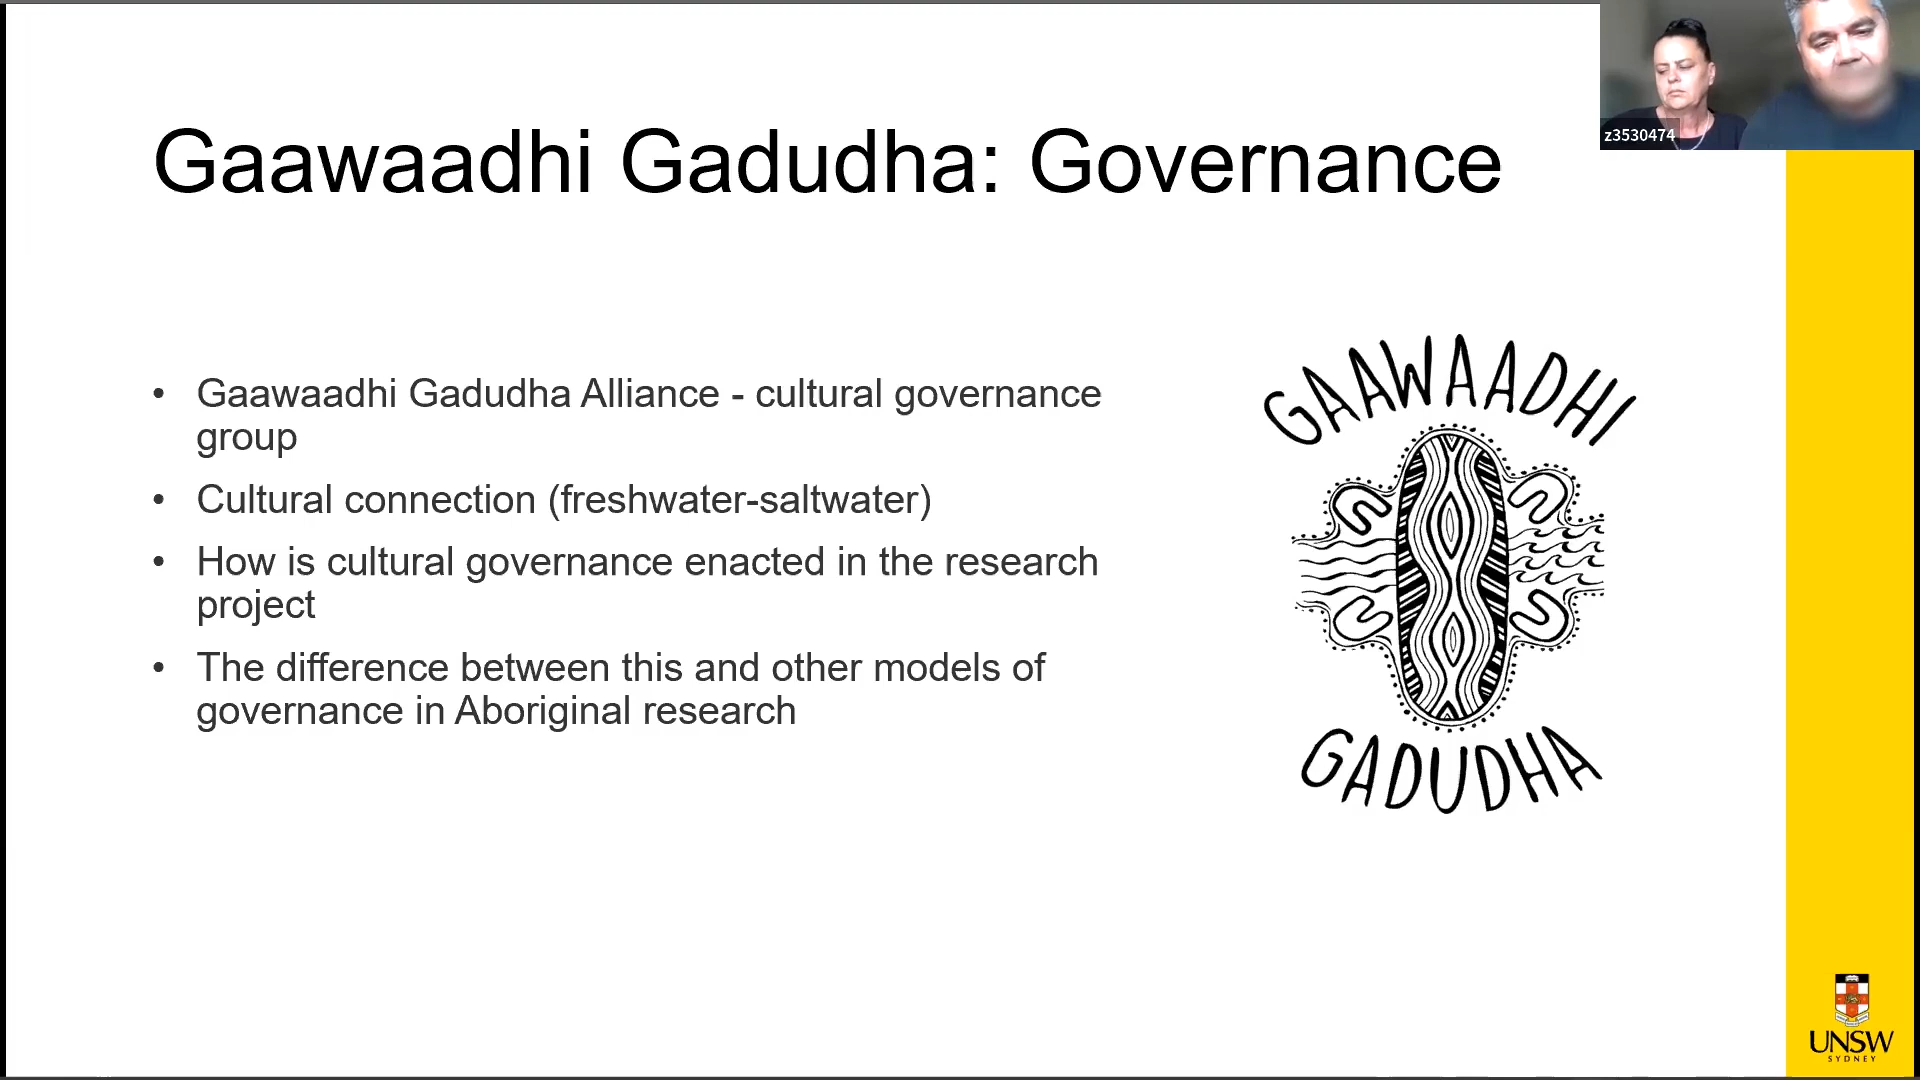 Gaawaadhi Gadudha: Governance
z3530474
• Gaawaadhi Gadudha Alliance - cultural governance
group
• Cultural connection (freshwater-saltwater)
• How is cultural governance enacted in the research
project
• The difference between this and other models of
governance in Aboriginal research
GAAWAADHI
GADUDHA
UNSW
SYDNEY